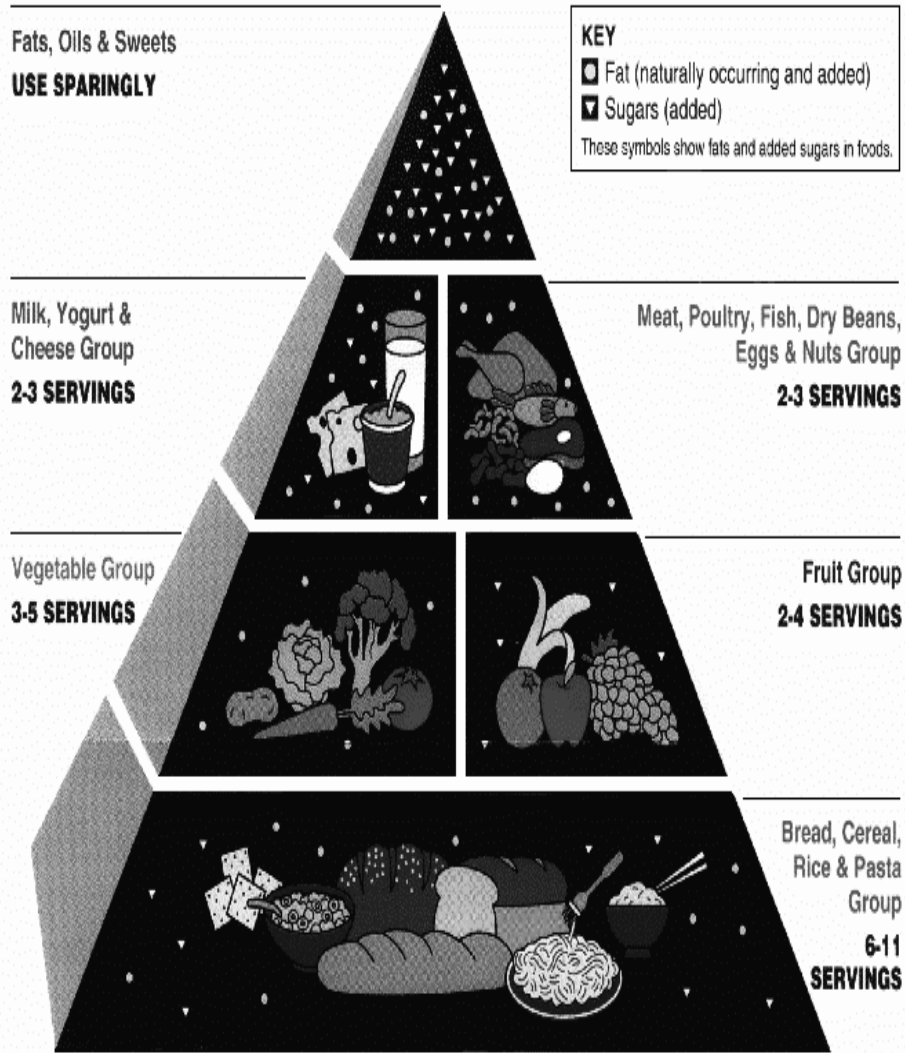 Fats, Oils & Sweets
USE SPARINGLY
KEY
Fat (naturally occurring and added)
Sugars (added)
These symbols show fats and added sugars in foods.
Milk, Yogurt &
Cheese Group
2-3 SERVINGS
Meat, Poultry, Fish, Dry Beans,
Eggs & Nuts Group
2-3 SERVINGS
Vegetable Group
3-5 SERVINGS
Fruit Group
2-4 SERVINGS
Bread, Cereal,
Rice & Pasta
Group
6-11
SERVINGS